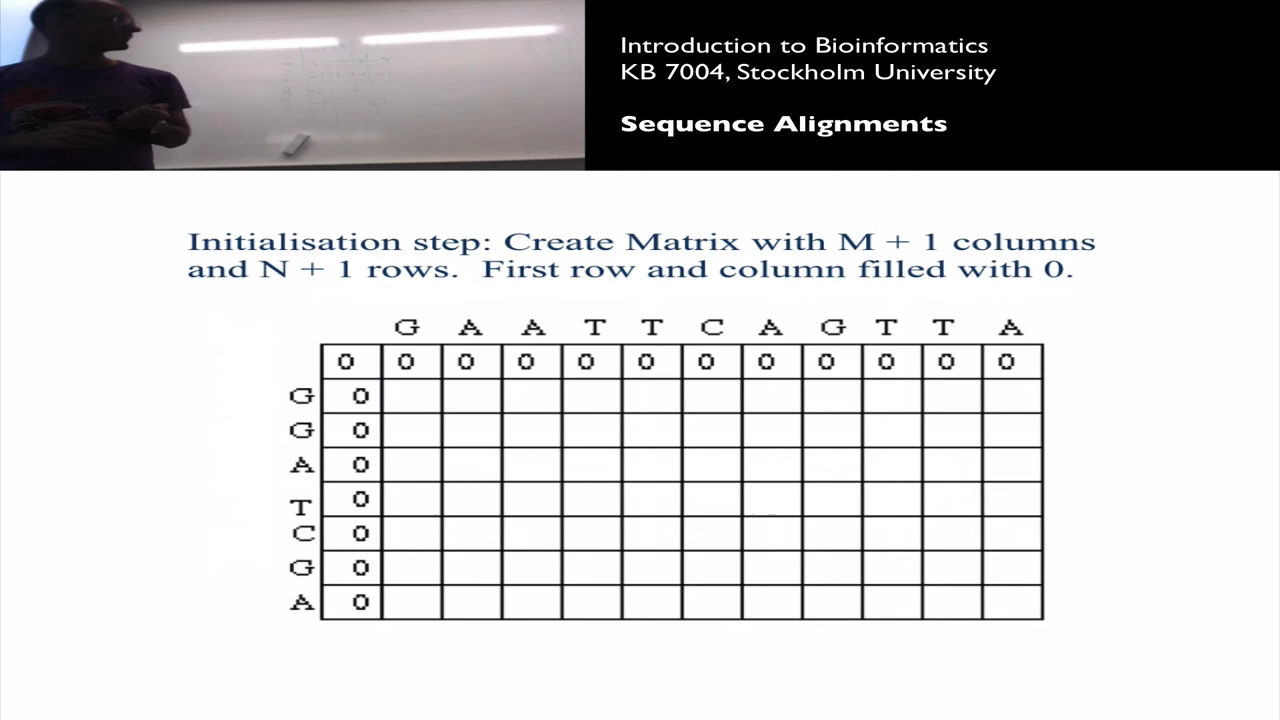 Introduction to Bioinformatics
KB 7004, Stockholm University
Sequence Alignments
Initialisation step: Create Matrix with M + 1 columns
and N + 1 rows. First row and column filled with 0.
G A A T T C A G T T A
0 0 0 0 0 0 0 0 0 0 0 0
G 0
G 0
A 0
T 0
C 0
G 0
A 0